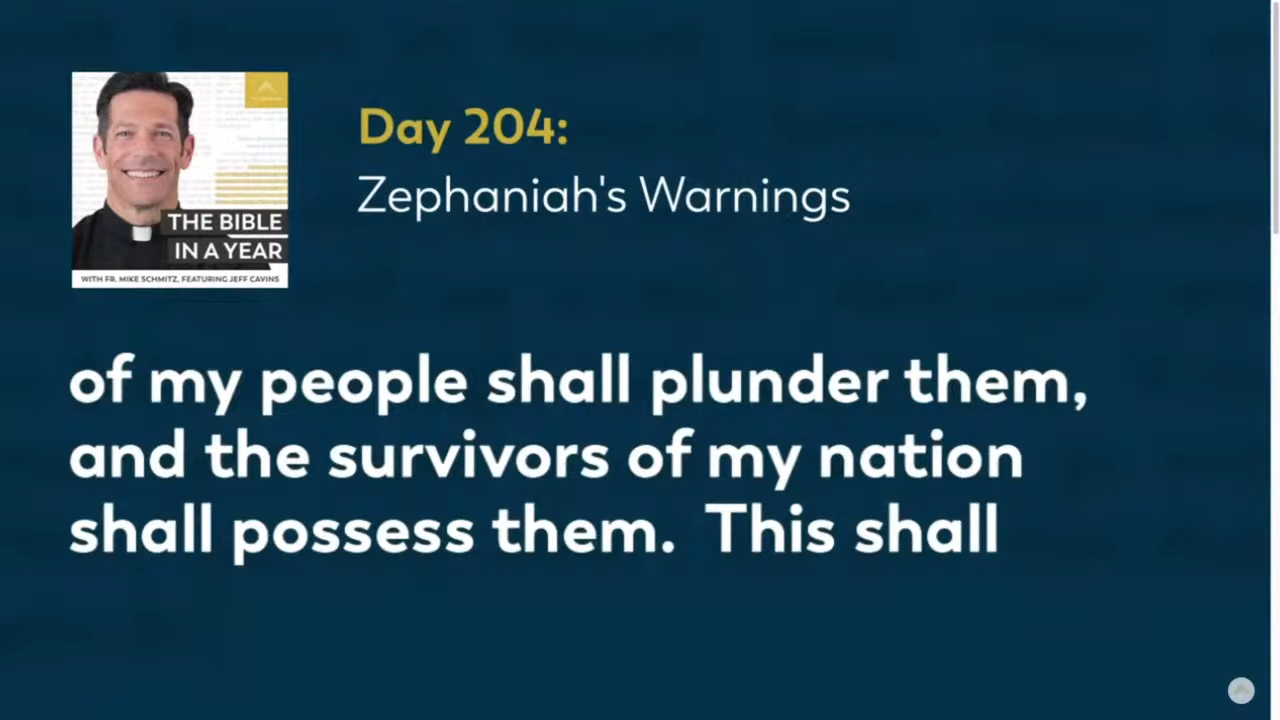 Day 204:
Zephaniah's Warnings
THE BIBLE
IN A YEAR
WITH FR. MIKE SCHMITZ, FEATURING JEFF CAVINS
of my people shall plunder them,
and the survivors of my nation
shall possess them. This shall